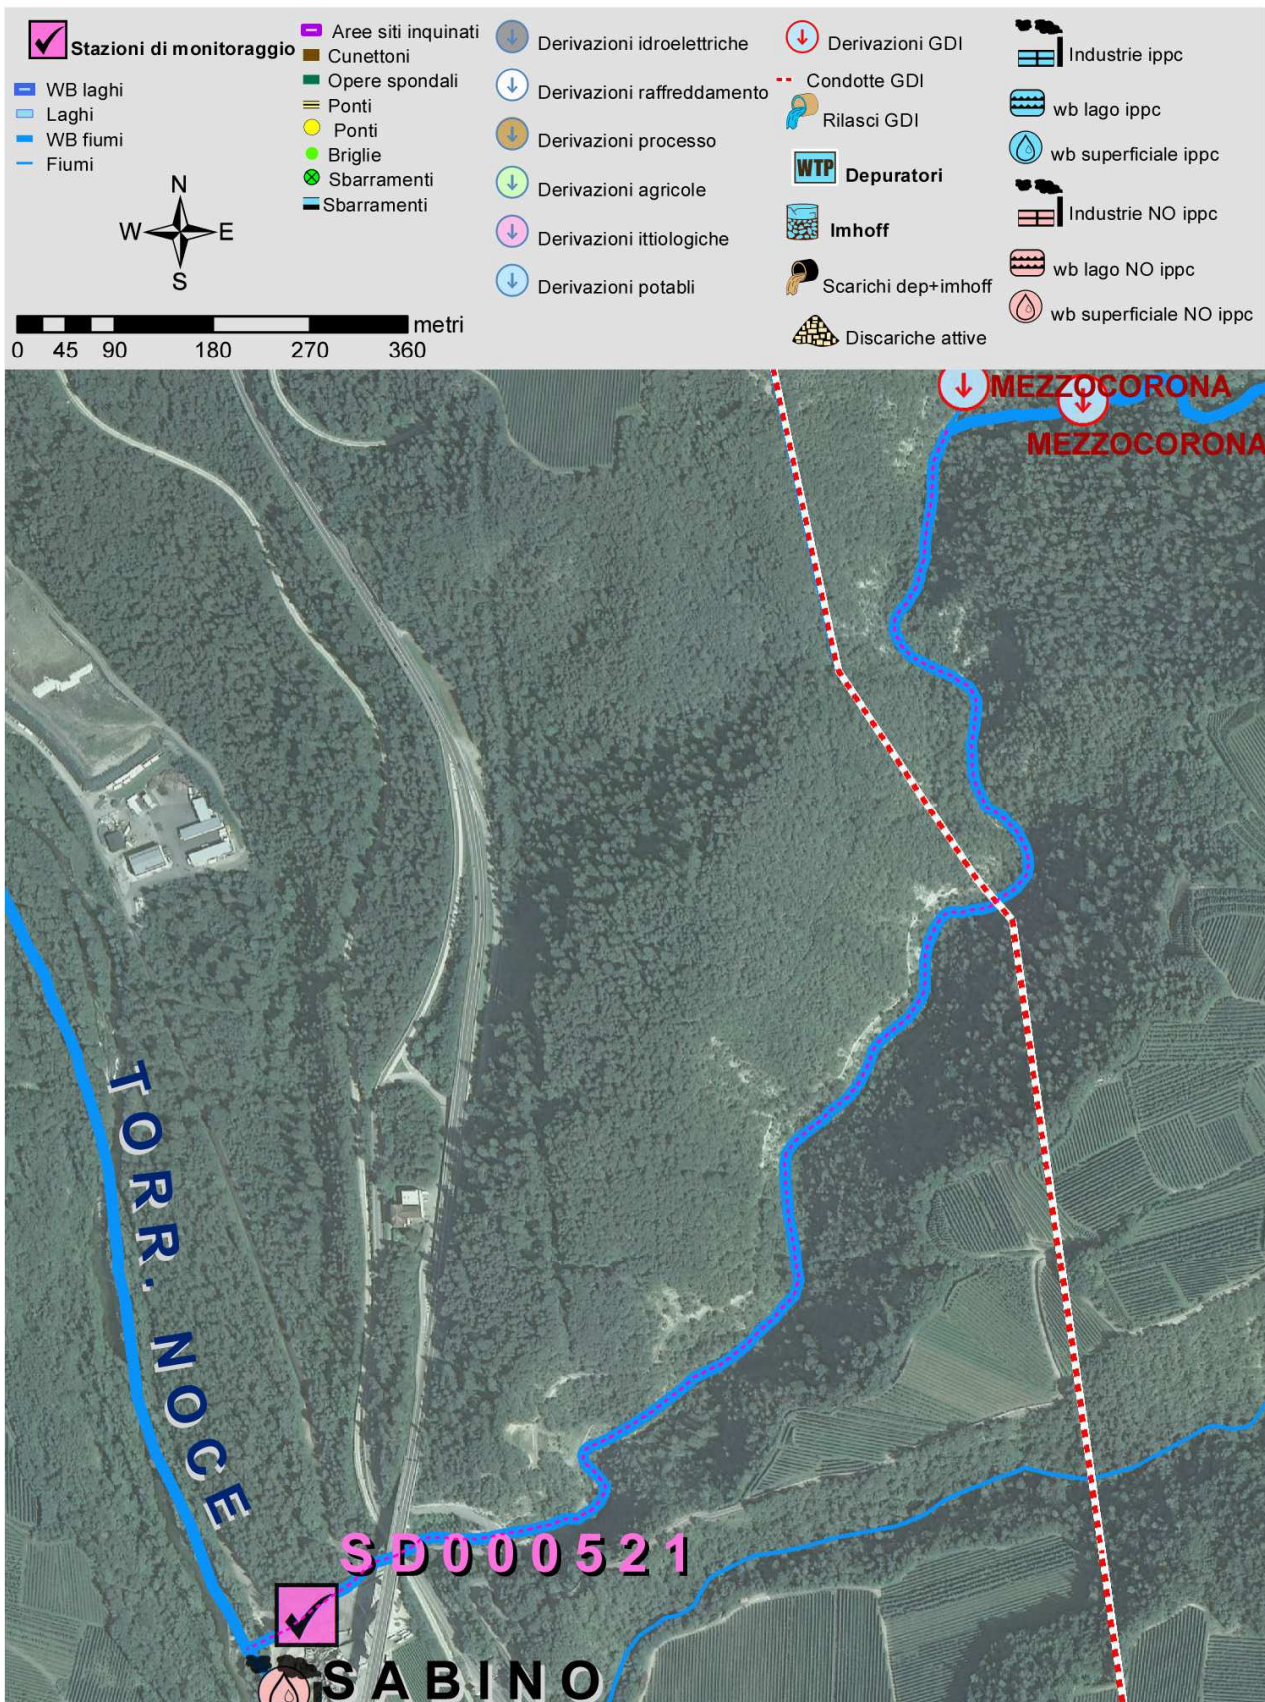 Stazioni di monitoraggio
WB laghi
Laghi
WB fiumi
Fiumi
N
W E
S
metri
0 45 90 180 270 360
Aree siti inquinati
Cunettoni
Opere spondali
Ponti
Ponti
Briglie
Sbarramenti
Sbarramenti
Derivazioni idroelettriche
Derivazioni raffreddamento
Derivazioni processo
Derivazioni agricole
Derivazioni ittiologiche
Derivazioni potabli
Derivazioni GDI
Condotte GDI
Rilasci GDI
WTP Depuratori
Imhoff
Scarichi dep+imhoff
Discariche attive
Industrie ippc
wb lago ippc
wb superficiale ippc
Industrie NO ippc
wb lago NO ippc
wb superficiale NO ippc
MEZZOCORONA
MEZZOCORONA
TORR. NOCE
SD000521
SABINO